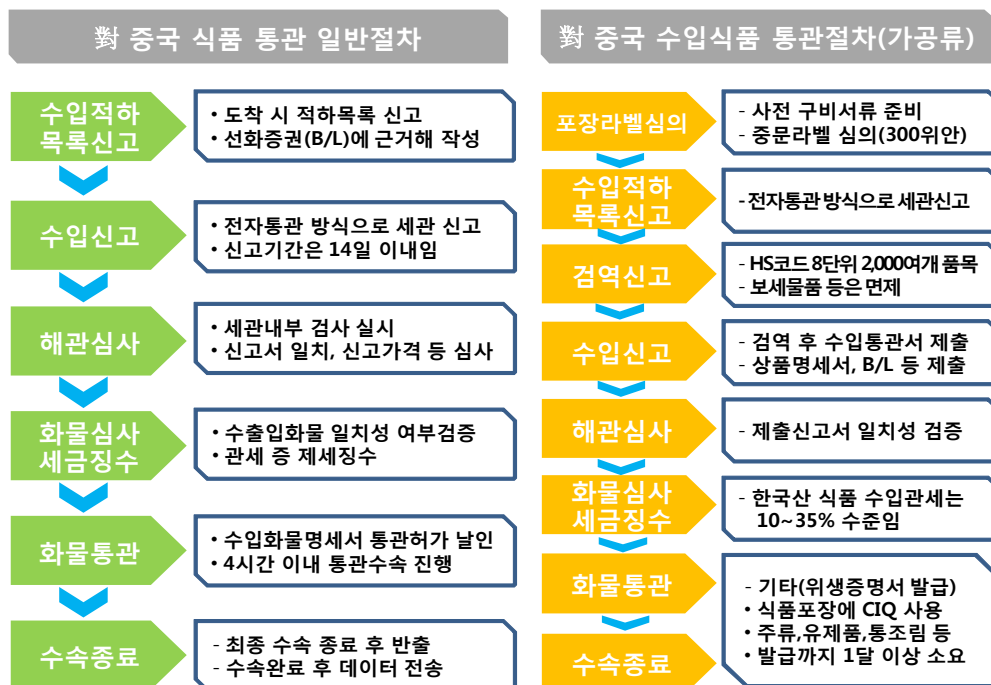 對 중국 식품 통관 일반절차
수입적하
목록신고
• 도착 시 적하목록 신고
• 선화증권(B/L)에 근거해 작성
수입신고
• 전자통관 방식으로 세관 신고
• 신고기간은 14일 이내임
해관심사
• 세관내부 검사 실시
• 신고서 일치, 신고가격 등 심사
화물심사
세금징수
• 수출입화물 일치성 여부검증
• 관세 증 제세징수
화물통관
• 수입화물명세서 통관허가 날인
• 4시간 이내 통관수속 진행
수속종료
- 최종 수속 종료 후 반출
- 수속완료 후 데이터 전송
對 중국 수입식품 통관절차(가공류)
포장라벨심의
- 사전 구비서류 준비
- 중문라벨 심의(300위안)
수입적하
목록신고
- 전자통관 방식으로 세관신고
검역신고
- HS코드 8단위 2,000여개 품목
- 보세물품 등은 면제
수입신고
- 검역 후 수입통관서 제출
- 상품명세서, B/L 등 제출
해관심사
- 제출신고서 일치성 검증
화물심사
세금징수
- 한국산 식품 수입관세는
10~35% 수준임
화물통관
수속종료
- 기타(위생증명서 발급)
• 식품포장에 CIQ 사용
• 주류,유제품,통조림 등
• 발급까지 1달 이상 소요